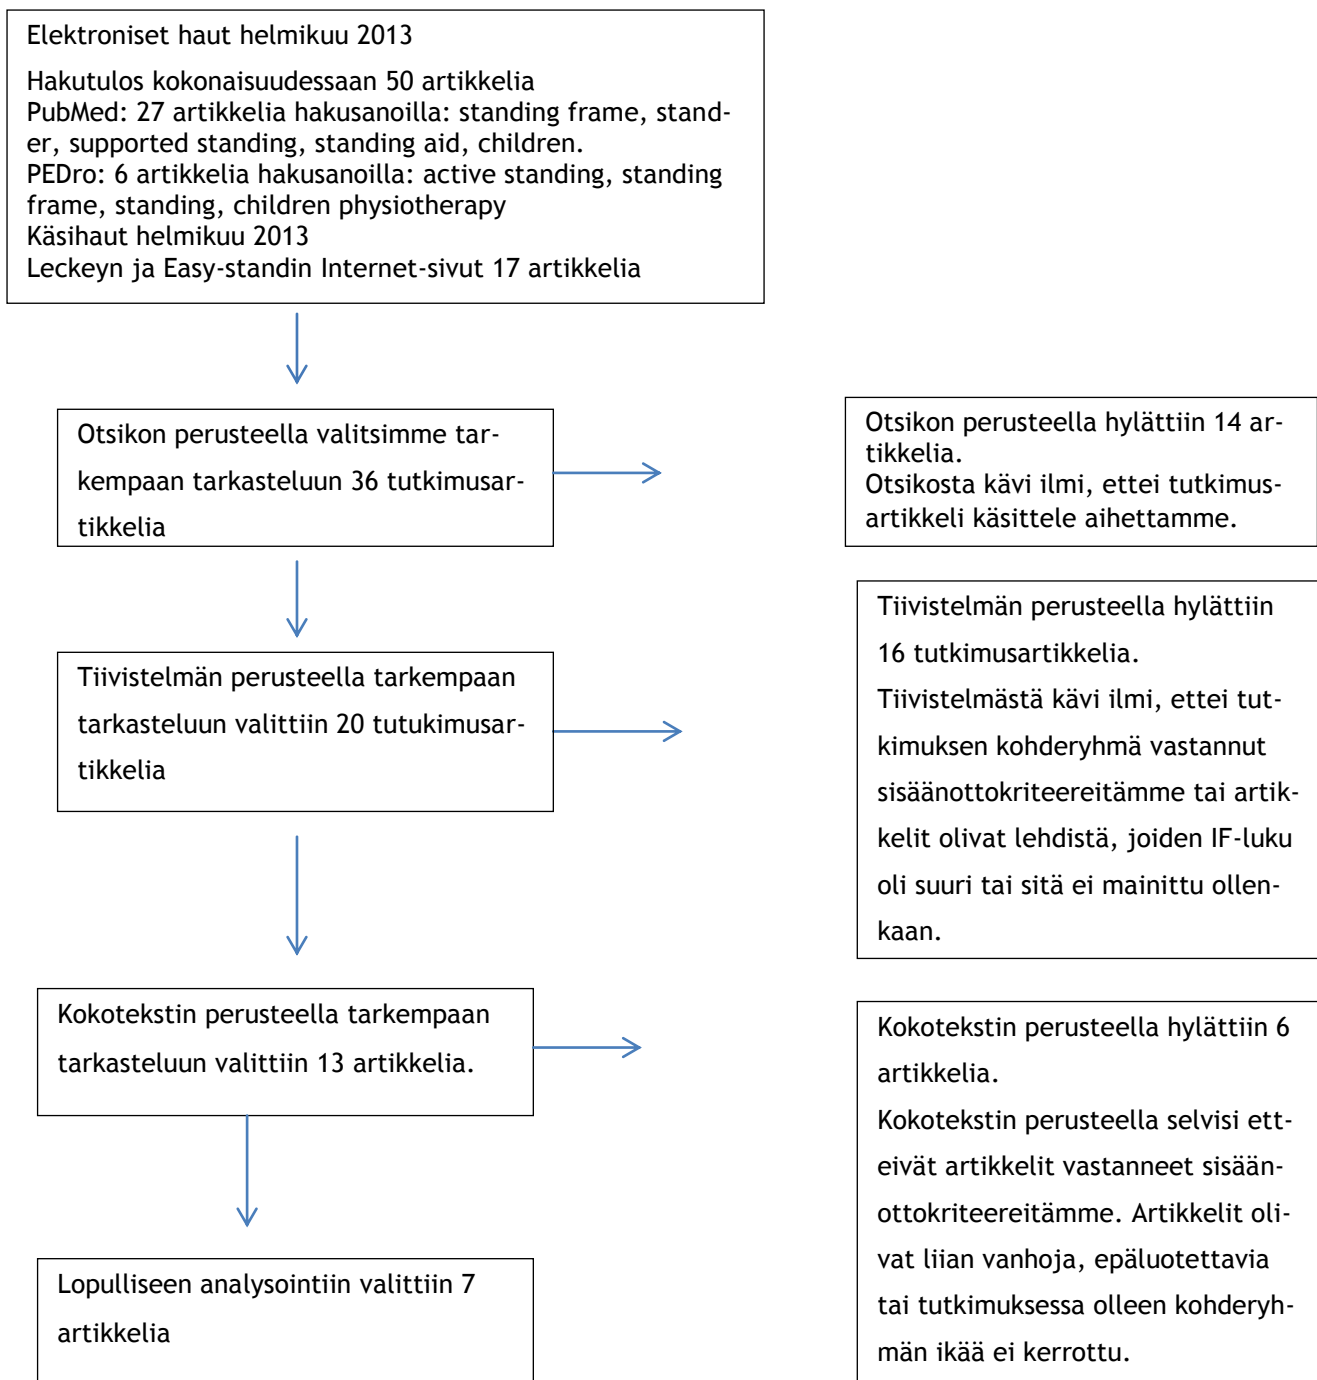 Elektroniset haut helmikuu 2013
Hakutulos kokonaisuudessaan 50 artikkelia
PubMed: 27 artikkelia hakusanoilla: standing frame, stand-
er, supported standing, standing aid, children.
PEDro: 6 artikkelia hakusanoilla: active standing, standing
frame, standing, children physiotherapy
Käsihaut helmikuu 2013
Leckeyn ja Easy-standin Internet-sivut 17 artikkelia
Otsikon perusteella valitsimme tar-
kempaan tarkasteluun 36 tutkimusar-
tikkelia
Otsikon perusteella hylättiin 14 ar-
tikkelia.
Otsikosta kävi ilmi, ettei tutkimus-
artikkeli käsittele aihettamme.
Tiivistelmän perusteella tarkempaan
tarkasteluun valittiin 20 tutukimusar-
tikkelia
Tiivistelmän perusteella hylättiin
16 tutkimusartikkelia.
Tiivistelmästä kävi ilmi, ettei tut-
kimuksen kohderyhmä vastannut
sisäänottokriteereitämme tai artik-
kelit olivat lehdistä, joiden IF-luku
oli suuri tai sitä ei mainittu ollen-
kaan.
Kokotekstin perusteella tarkempaan
tarkasteluun valittiin 13 artikkelia.
Kokotekstin perusteella hylättiin 6
artikkelia.
Kokotekstin perusteella selvisi ett-
eivät artikkelit vastanneet sisään-
ottokriteereitämme. Artikkelit oli-
vat liian vanhoja, epäluotettavia
tai tutkimuksessa olleen kohderyh-
män ikää ei kerrottu.
Lopulliseen analysointiin valittiin 7
artikkelia